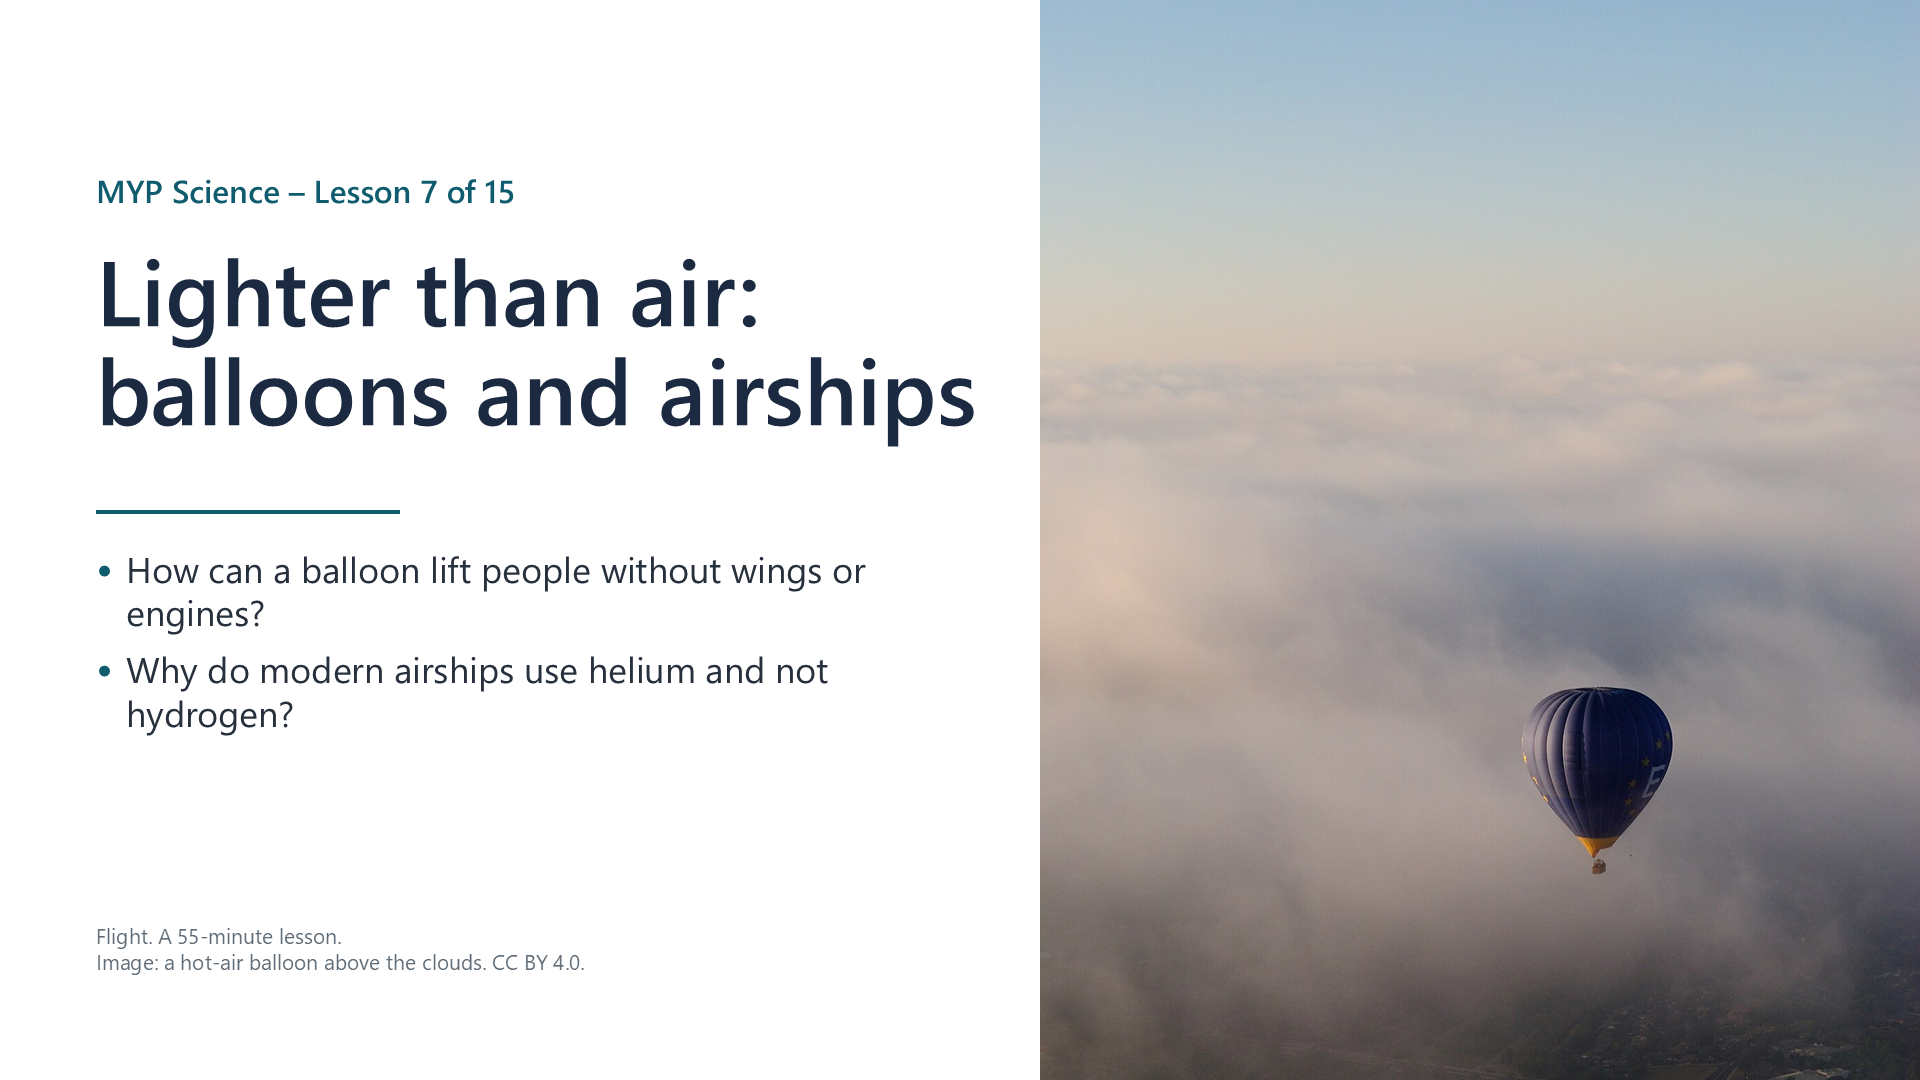 MYP Science – Lesson 7 of 15
Lighter than air:
balloons and airships
• How can a balloon lift people without wings or
engines?
• Why do modern airships use helium and not
hydrogen?
Flight. A 55-minute lesson.
Image: a hot-air balloon above the clouds. CC BY 4.0.
E